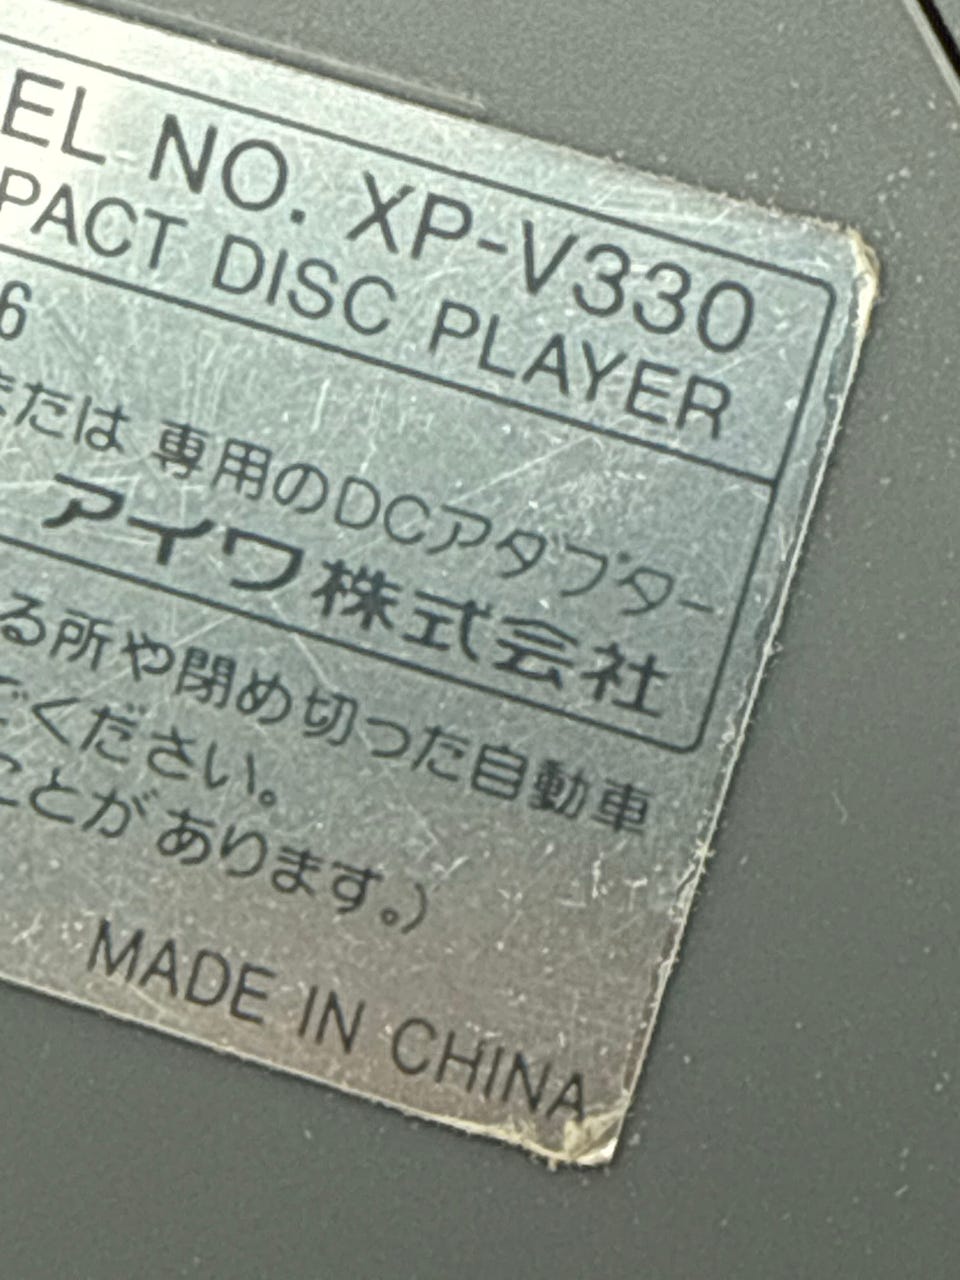 EL NO. XP-V330
PACT DISC PLAYER
6
または 専用のDCアダプター
アイワ株式会社
る所や閉め切った自動車
でください。
ことがあります。)
MADE IN CHINA